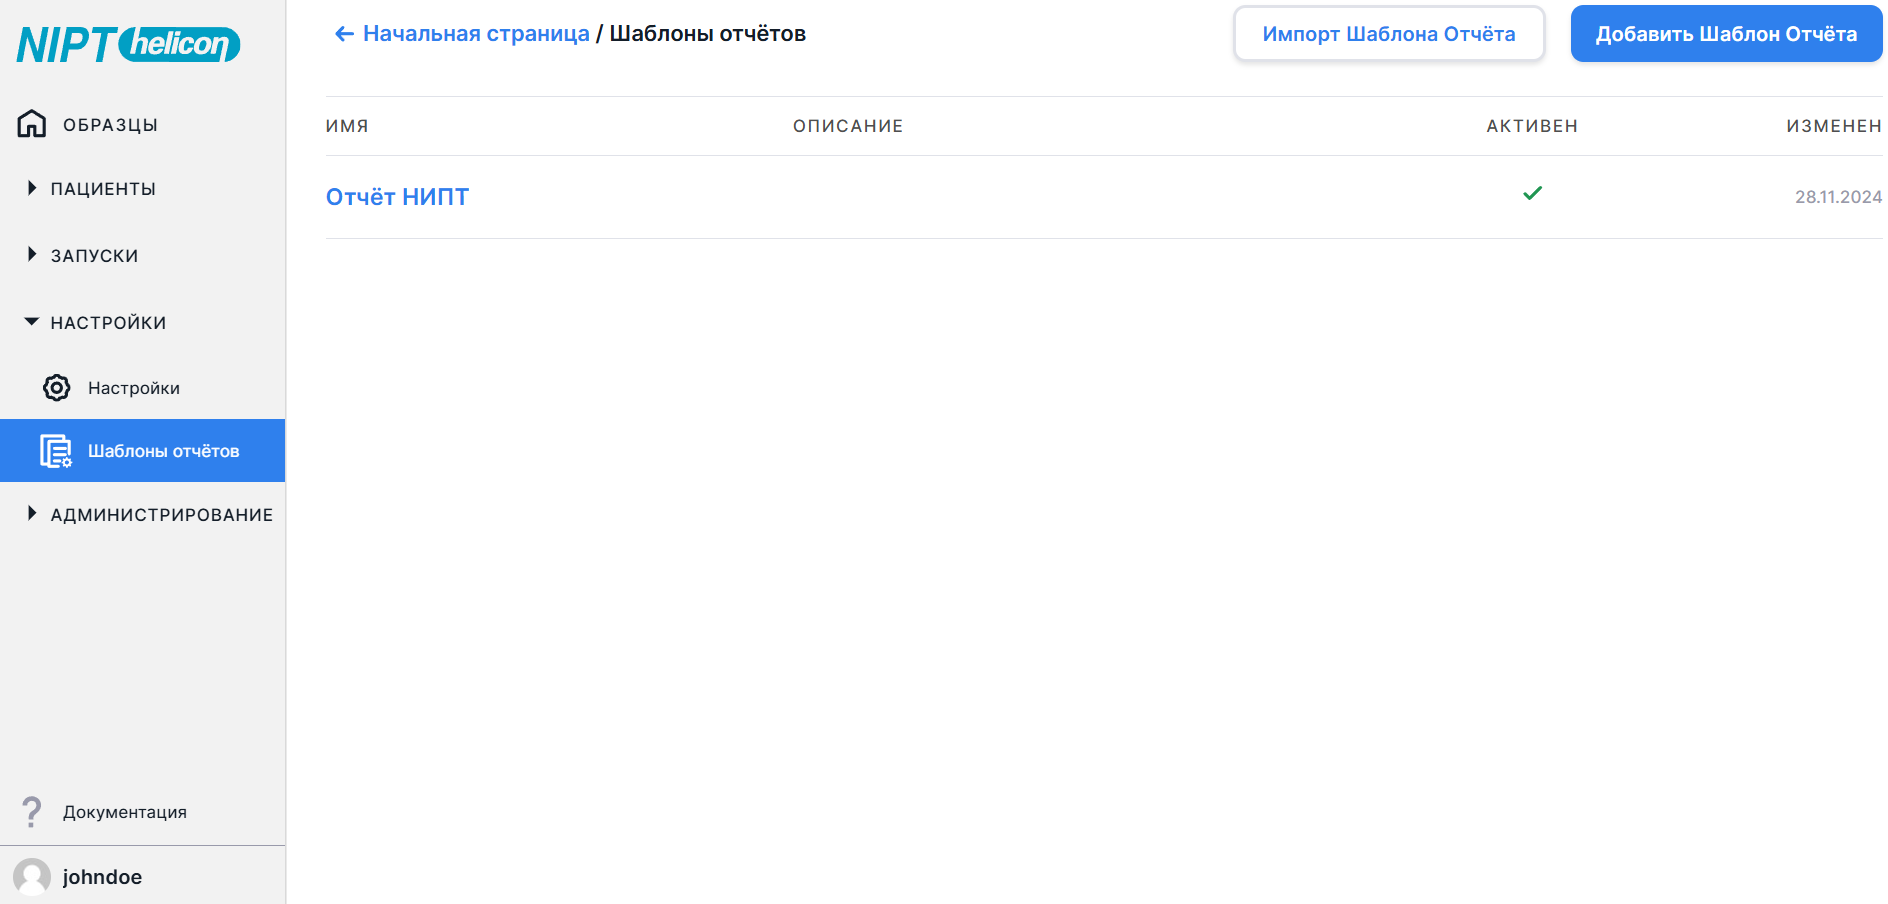 NIPT helicon
ОБРАЗЦЫ
ПАЦИЕНТЫ
ЗАПУСКИ
НАСТРОЙКИ
Настройки
Шаблоны отчётов
АДМИНИСТРИРОВАНИЕ
? Документация
johndoe
← Начальная страница / Шаблоны отчётов
Импорт Шаблона Отчёта
Добавить Шаблон Отчёта
ИМЯ ОПИСАНИЕ АКТИВЕН ИЗМЕНЕН
Отчёт НИПТ ✓ 28.11.2024